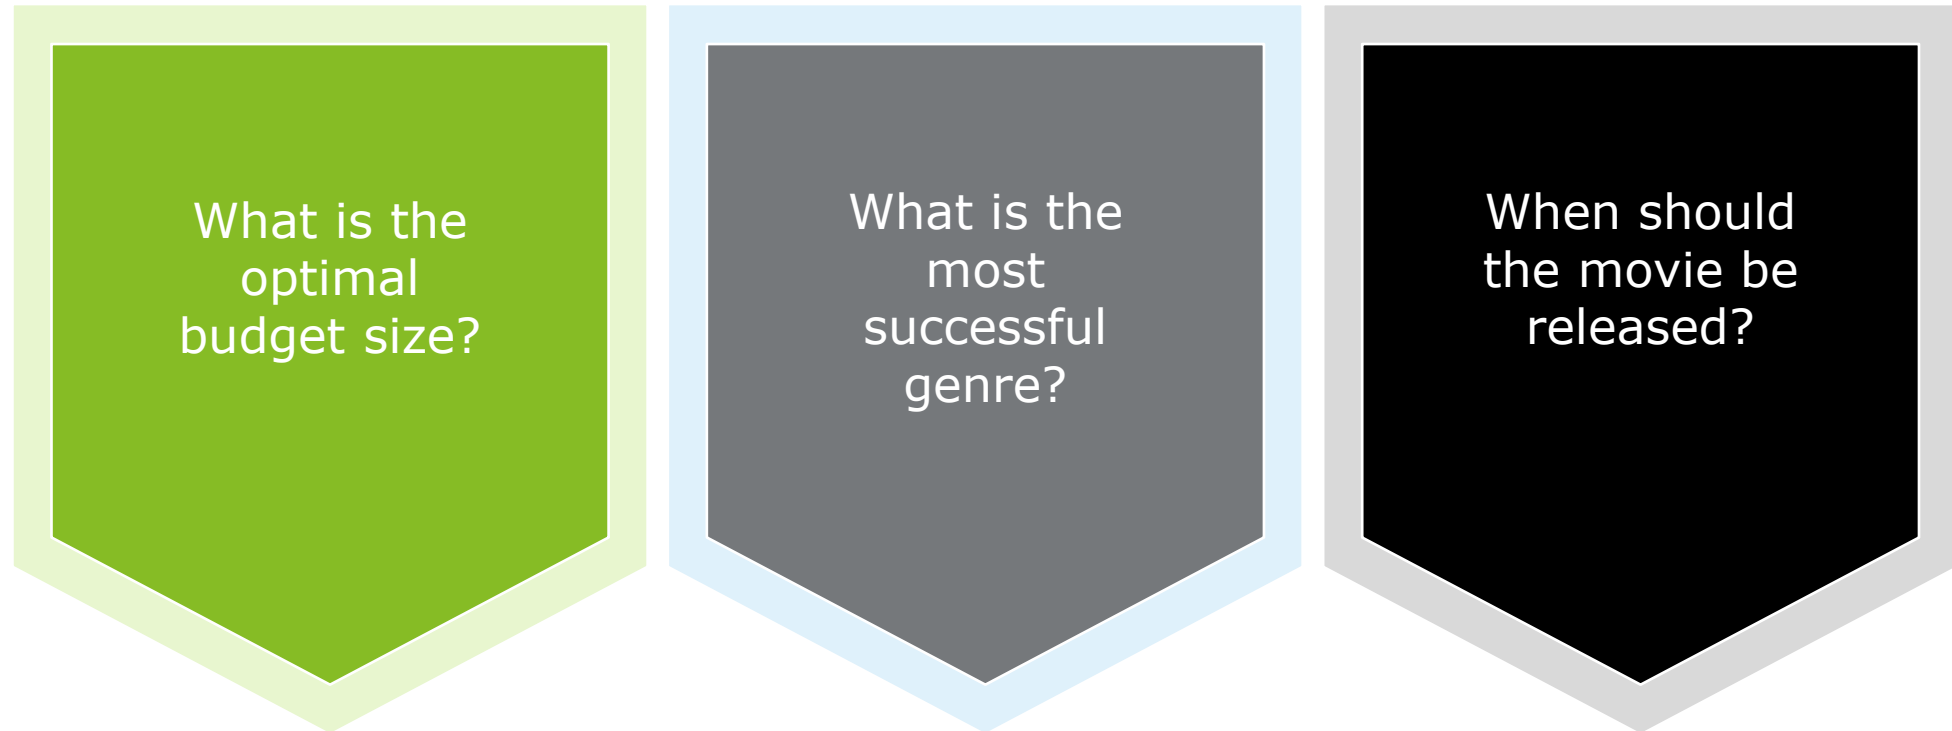 What is the
optimal
budget size?
What is the
most
successful
genre?
When should
the movie be
released?